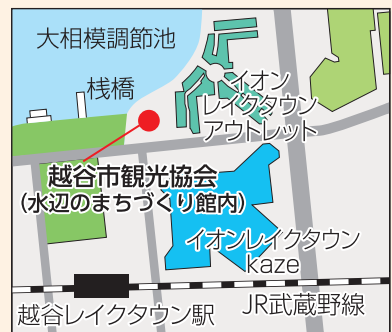 大相模調節池
桟橋
イオン
レイクタウン
アウトレット
越谷市観光協会
(水辺のまちづくり館内)
イオンレイクタウン
kaze
越谷レイクタウン駅
JR武蔵野線